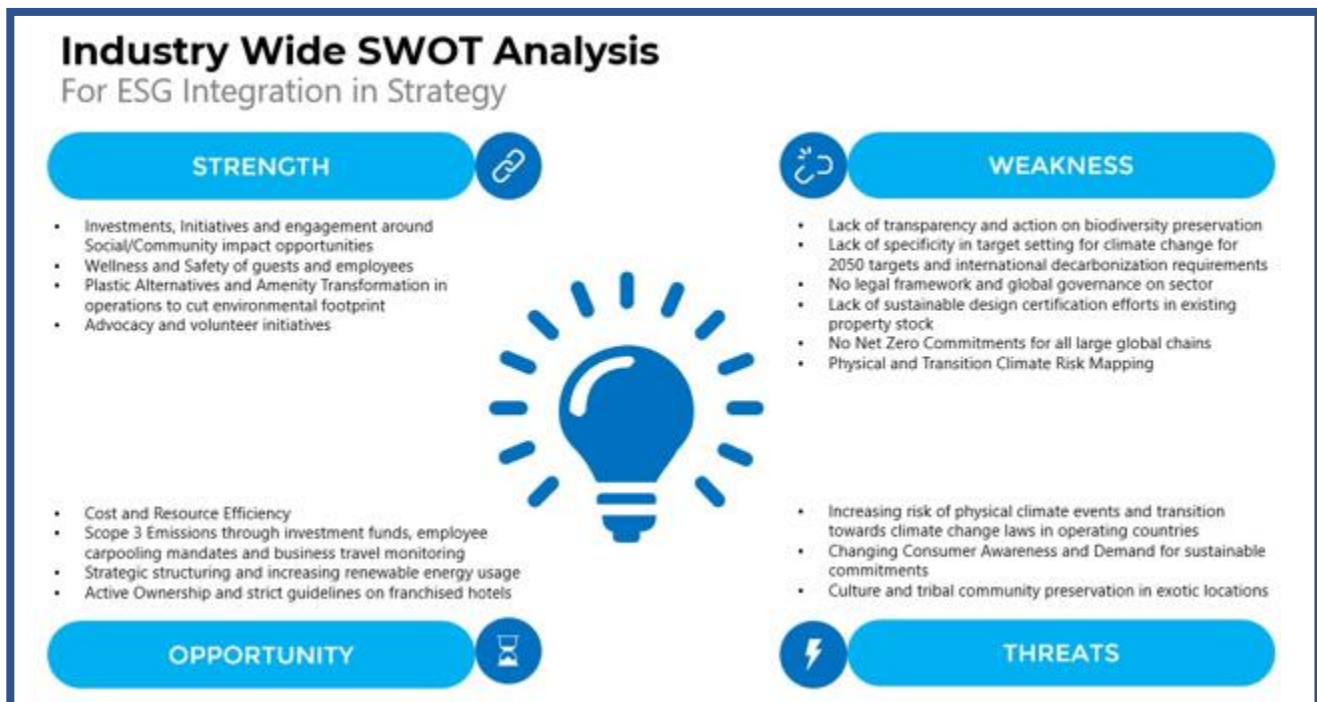 Industry Wide SWOT Analysis
For ESG Integration in Strategy
STRENGTH
• Investments, Initiatives and engagement around
Social/Community impact opportunities
• Wellness and Safety of guests and employees
• Plastic Alternatives and Amenity Transformation in
operations to cut environmental footprint
• Advocacy and volunteer initiatives
WEAKNESS
• Lack of transparency and action on biodiversity preservation
• Lack of specificity in target setting for climate change for
2050 targets and international decarbonization requirements
• No legal framework and global governance on sector
• Lack of sustainable design certification efforts in existing
property stock
• No Net Zero Commitments for all large global chains
• Physical and Transition Climate Risk Mapping
• Cost and Resource Efficiency
• Scope 3 Emissions through investment funds, employee
carpooling mandates and business travel monitoring
• Strategic structuring and increasing renewable energy usage
• Active Ownership and strict guidelines on franchised hotels
OPPORTUNITY
• Increasing risk of physical climate events and transition
towards climate change laws in operating countries
• Changing Consumer Awareness and Demand for sustainable
commitments
• Culture and tribal community preservation in exotic locations
THREATS